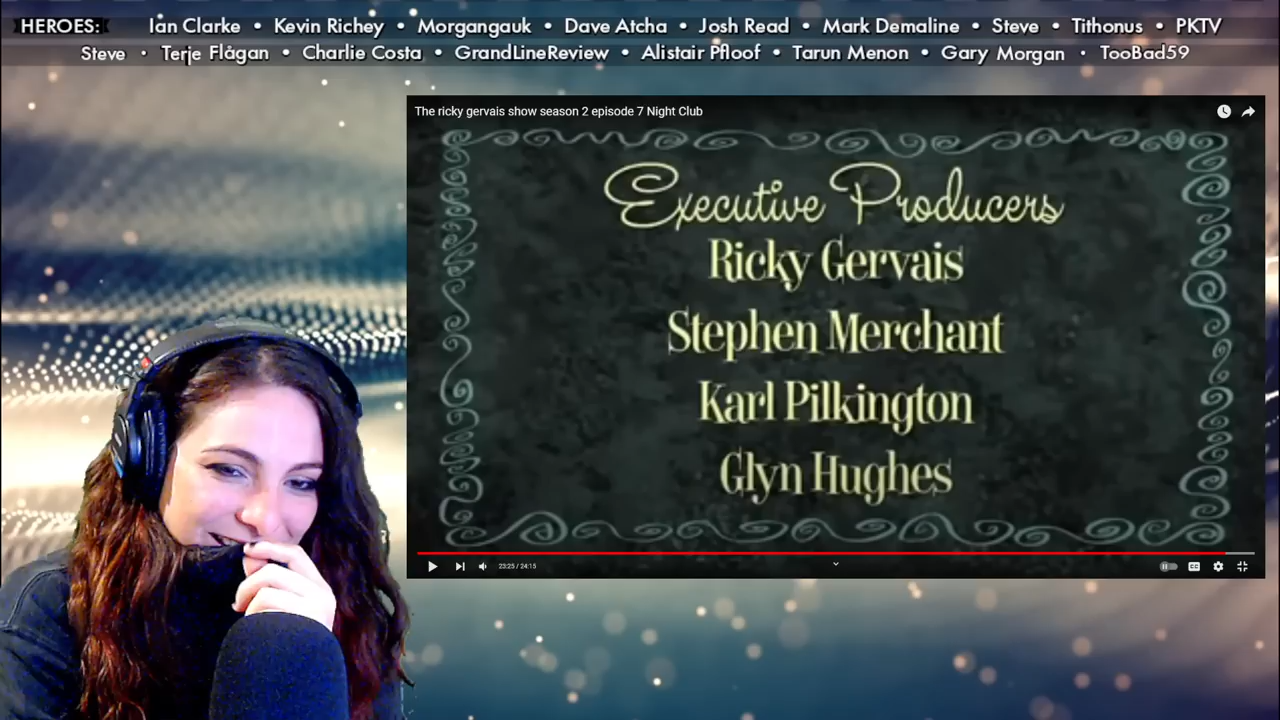 HEROES: Ian Clarke • Kevin Richey • Morgangauk • Dave Atcha • Josh Read • Mark Demaline • Steve • Tithonus • PKTV
Steve • Terje Flågan • Charlie Costa • GrandLineReview • Alistair Pfloof • Tarun Menon • Gary Morgan • TooBad59
The ricky gervais show season 2 episode 7 Night Club
Executive Producers
Ricky Gervais
Stephen Merchant
Karl Pilkington
Glyn Hughes
23:25 / 24:15
CC